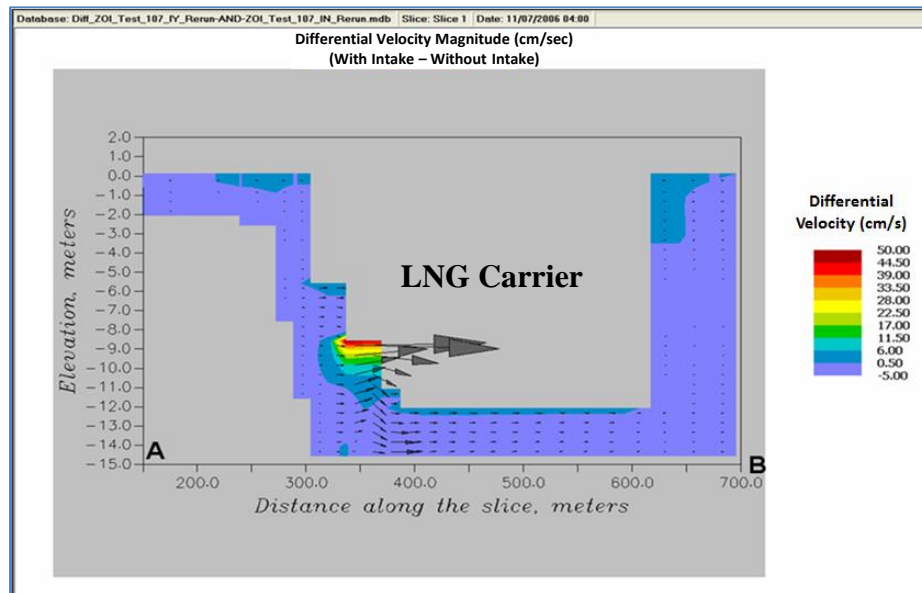 Database: Diff_ZOI_Test_107_IY_Rerun-AND-ZOI_Test_107_IN_Rerun.mdb Slice: Slice 1 Date: 11/07/2006 04:00
Differential Velocity Magnitude (cm/sec)
(With Intake – Without Intake)
2.0
1.0
0.0
-1.0
-2.0
-3.0
-4.0
-5.0
-6.0
-7.0
-8.0
-9.0
-10.0
-11.0
-12.0
-13.0
-14.0
-15.0
Elevation, meters
LNG Carrier
A
B
200.0 300.0 400.0 500.0 600.0 700.0
Distance along the slice, meters
Differential
Velocity (cm/s)
50.00
44.50
39.00
33.50
28.00
22.50
17.00
11.50
6.00
0.50
-5.00